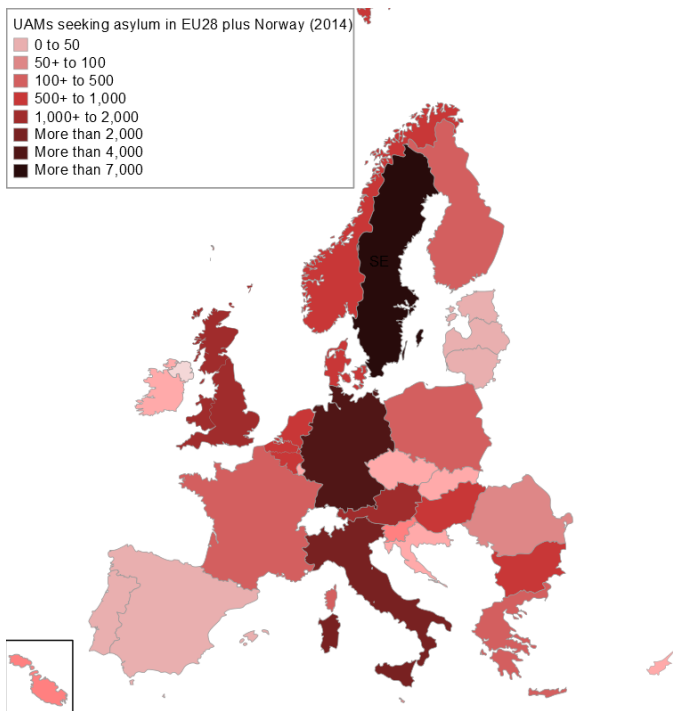 UAMs seeking asylum in EU28 plus Norway (2014)
0 to 50
50+ to 100
100+ to 500
500+ to 1,000
1,000+ to 2,000
More than 2,000
More than 4,000
More than 7,000
SE